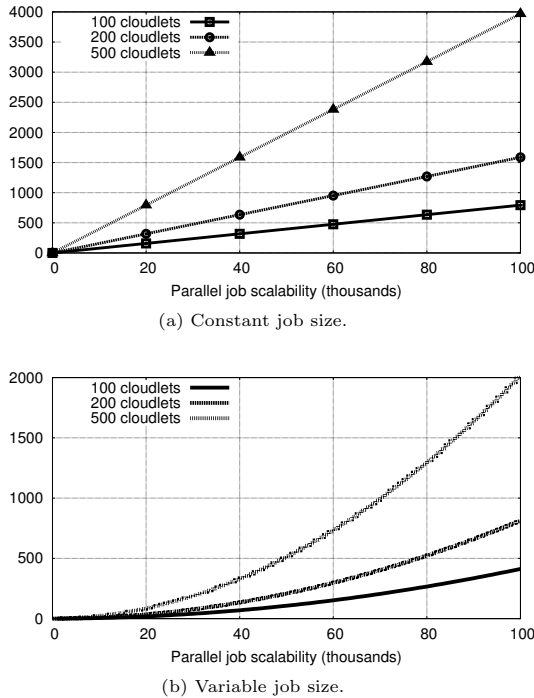 4000
3500
3000
2500
2000
1500
1000
500
0
100 cloudlets
200 cloudlets
500 cloudlets
0 20 40 60 80 100
Parallel job scalability (thousands)
(a) Constant job size.
2000
1500
1000
500
0
100 cloudlets
200 cloudlets
500 cloudlets
0 20 40 60 80 100
Parallel job scalability (thousands)
(b) Variable job size.